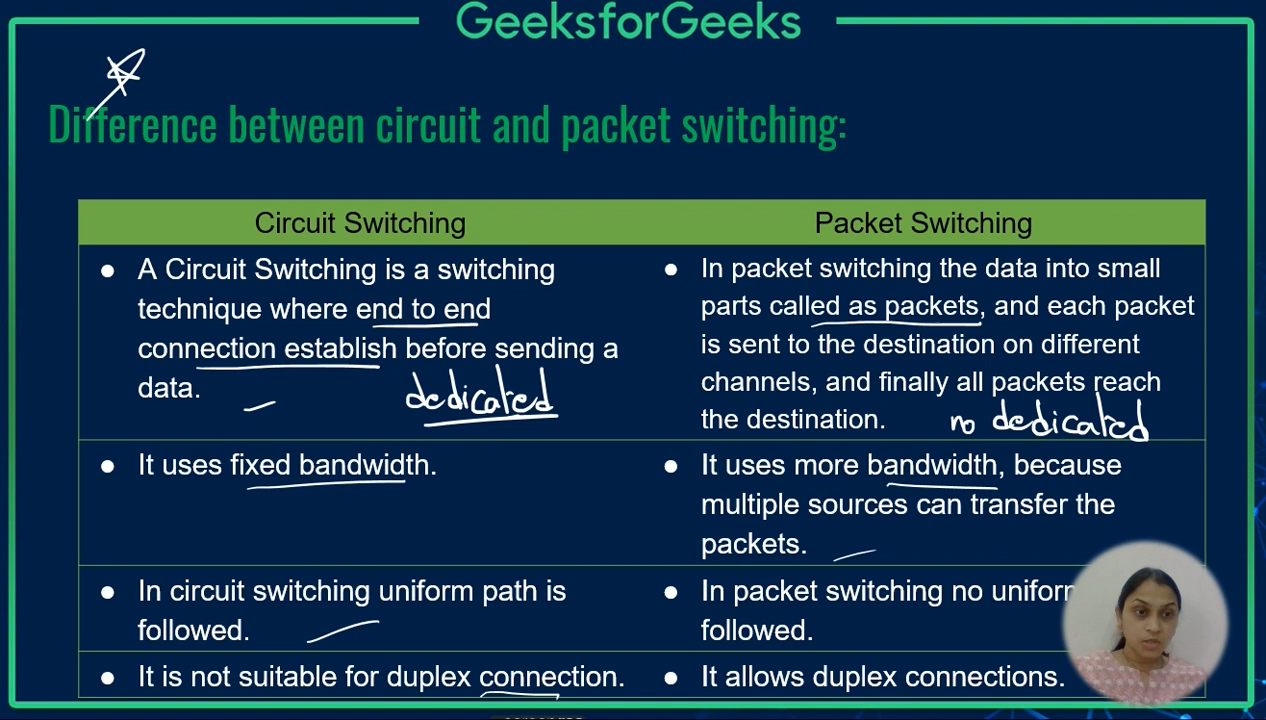 GeeksforGeeks
Difference between circuit and packet switching:
Circuit Switching
● A Circuit Switching is a switching
technique where end to end
connection establish before sending a
data.
dedicated
Packet Switching
● In packet switching the data into small
parts called as packets, and each packet
is sent to the destination on different
channels, and finally all packets reach
the destination.
no dedicated
● It uses fixed bandwidth.
● It uses more bandwidth, because
multiple sources can transfer the
packets.
● In circuit switching uniform path is
followed.
● In packet switching no uniform
followed.
● It is not suitable for duplex connection.
● It allows duplex connections.